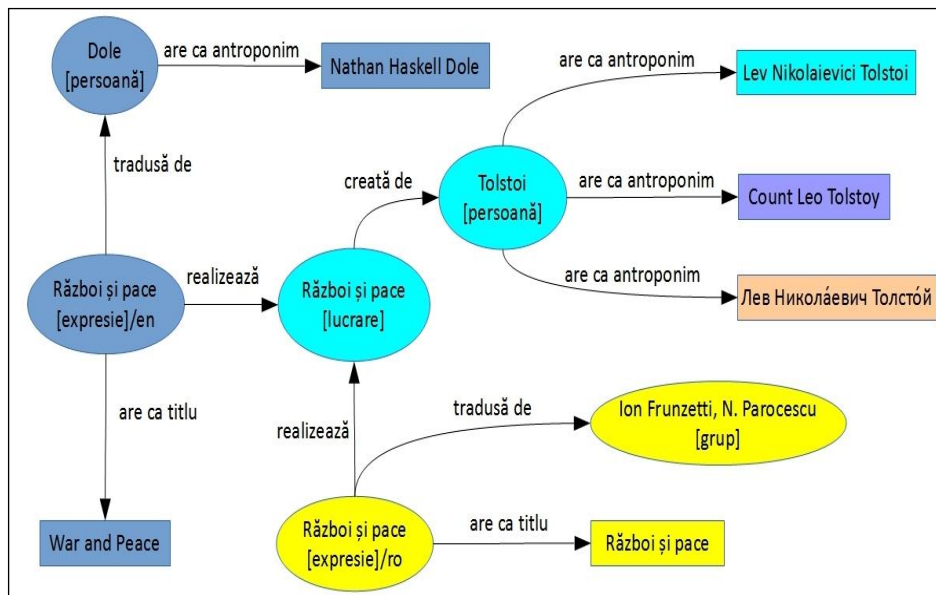 Dole
[persoană]
are ca antroponim
Nathan Haskell Dole
are ca antroponim
Lev Nikolaievici Tolstoi
tradusă de
creată de
Tolstoi
[persoană]
are ca antroponim
Count Leo Tolstoy
are ca antroponim
Лев Никола́евич Толсто́й
Război și pace
[expresie]/en
realizează
Război și pace
[lucrare]
are ca titlu
realizează
tradusă de
Ion Frunzetti, N. Parocescu
[grup]
War and Peace
Război și pace
[expresie]/ro
are ca titlu
Război și pace